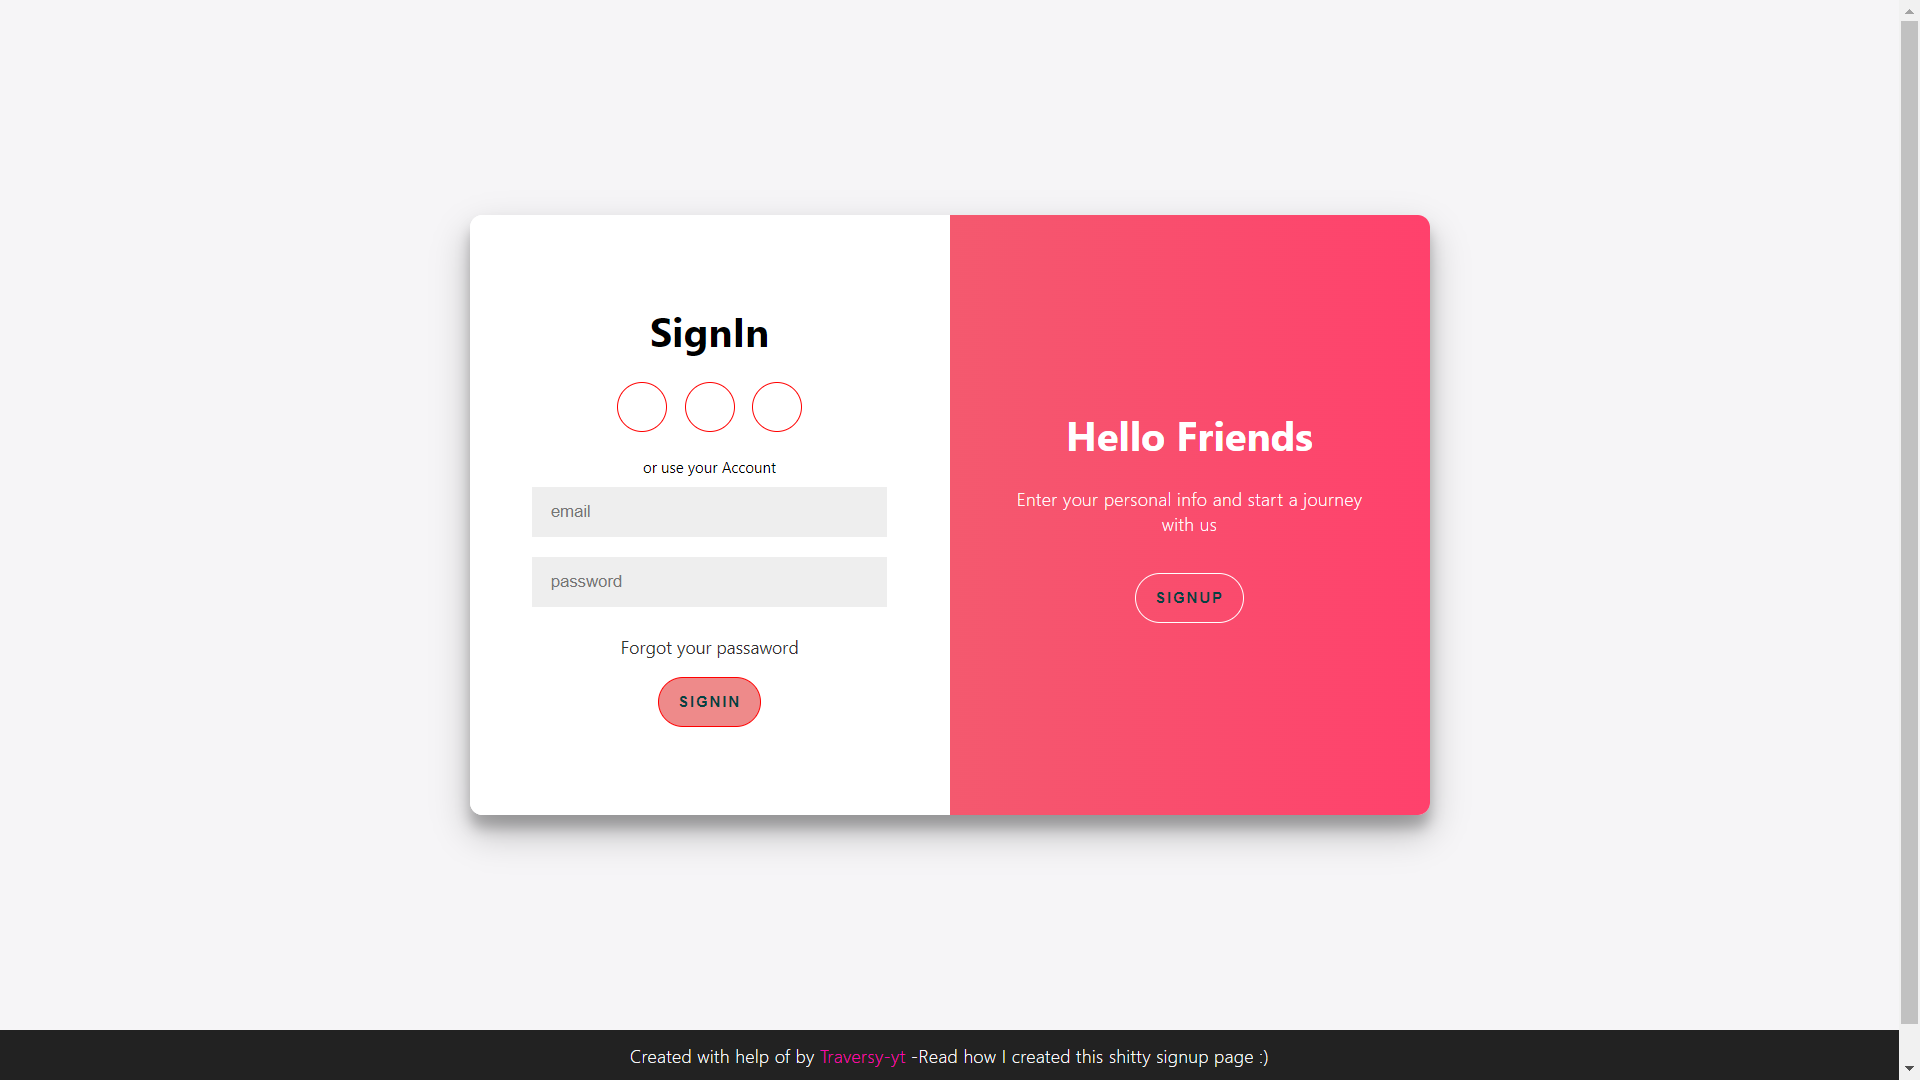 SignIn
or use your Account
email
password
Forgot your passaword
SIGNIN
Hello Friends
Enter your personal info and start a journey
with us
SIGNUP
Created with help of by Traversy-yt -Read how I created this shitty signup page :)